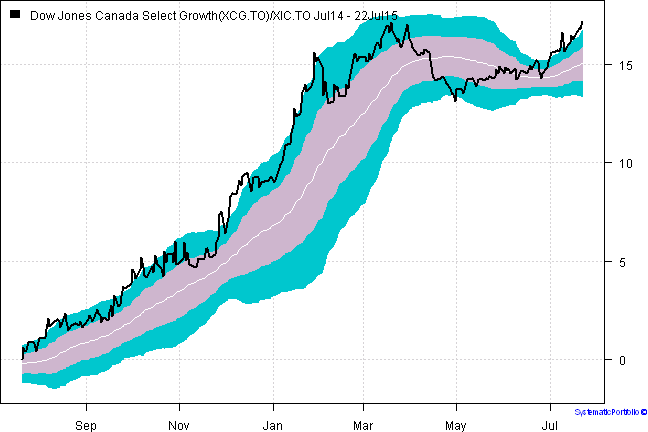 Dow Jones Canada Select Growth(XCG.TO)/XIC.TO Jul14 - 22Jul15
15
10
5
0
Sep Nov Jan Mar May Jul
SystematicPortfolio ©